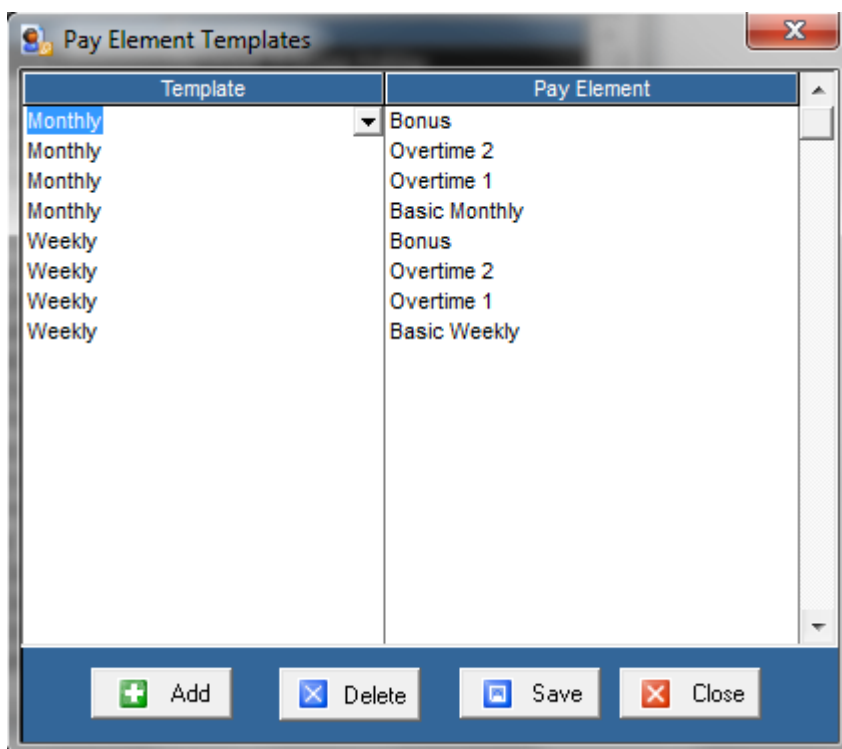 Pay Element Templates
Template Pay Element
Monthly Bonus
Monthly Overtime 2
Monthly Overtime 1
Monthly Basic Monthly
Weekly Bonus
Weekly Overtime 2
Weekly Overtime 1
Weekly Basic Weekly
Add Delete Save Close